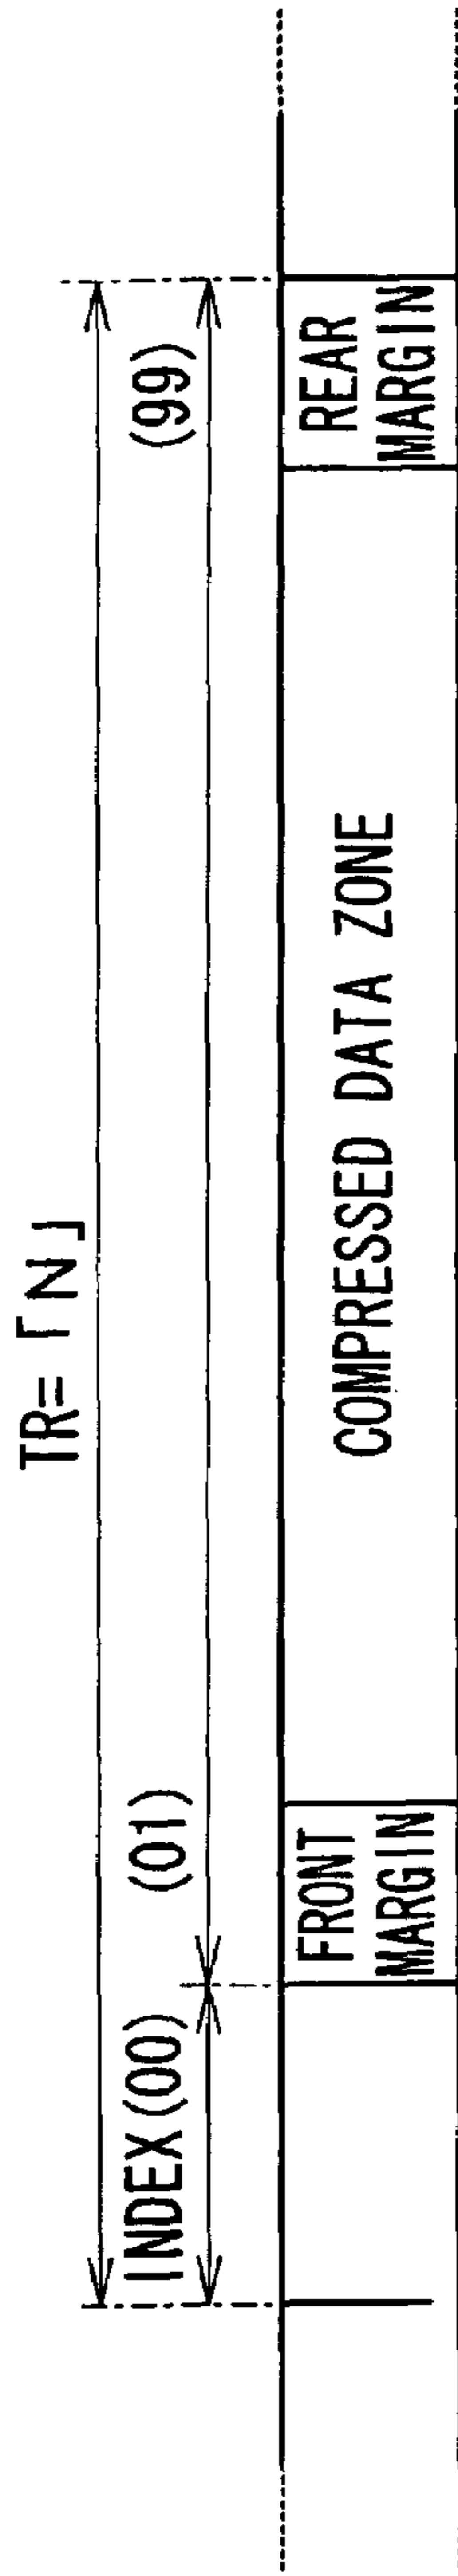 TR=「N」
INDEX(00)
(01)
(99)
FRONT
MARGIN
COMPRESSED DATA ZONE
REAR
MARGIN